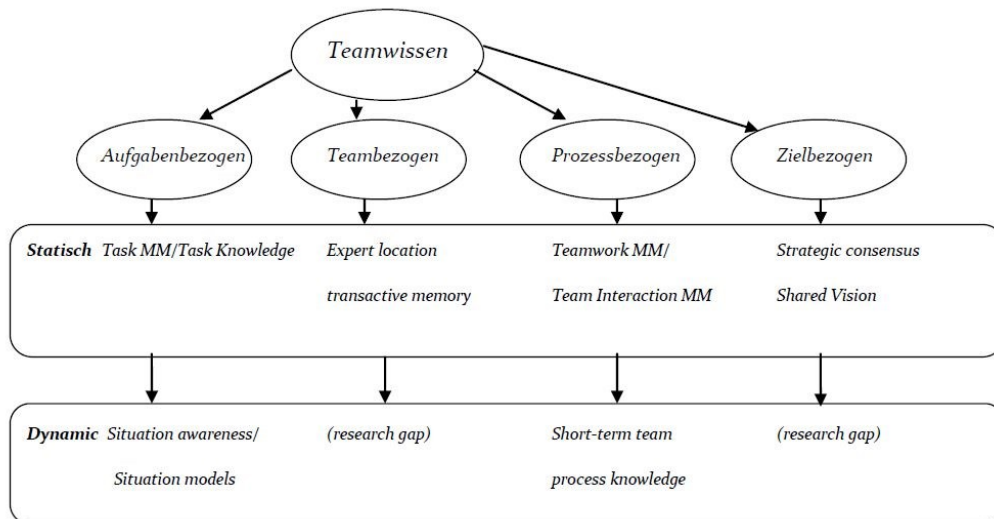 Teamwissen
Aufgabenbezogen Teambezogen Prozessbezogen Zielbezogen
Statisch Task MM/Task Knowledge Expert location Teamwork MM/ Strategic consensus
transactive memory Team Interaction MM Shared Vision
Dynamic Situation awareness/ (research gap) Short-term team (research gap)
Situation models process knowledge